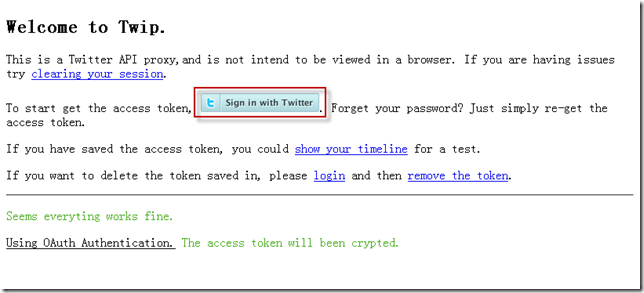 Welcome to Twip.
This is a Twitter API proxy,and is not intend to be viewed in a browser. If you are having issues
try clearing your session.
To start get the access token, Sign in with Twitter. Forget your password? Just simply re-get the
access token.
If you have saved the access token, you could show your timeline for a test.
If you want to delete the token saved in, please login and then remove the token.
Seems everyting works fine.
Using OAuth Authentication. The access token will been crypted.